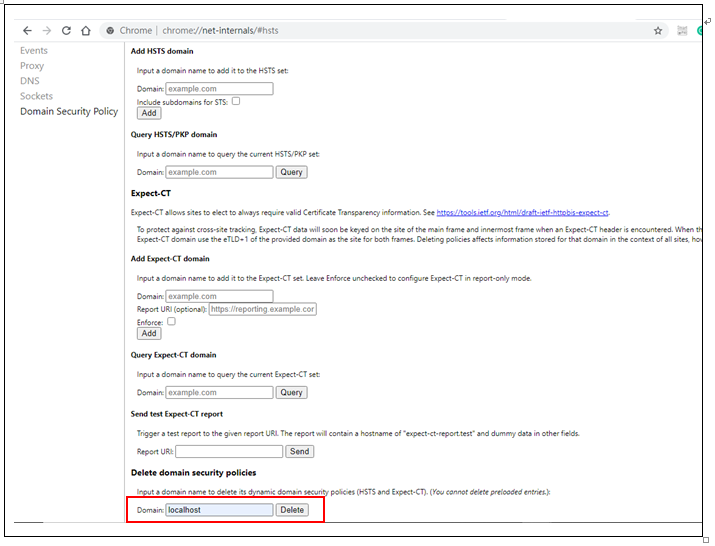 Chrome | chrome://net-internals/#hsts
Events
Proxy
DNS
Sockets
Domain Security Policy
Add HSTS domain
Input a domain name to add it to the HSTS set:
Domain: example.com
Include subdomains for STS:
Add
Query HSTS/PKP domain
Input a domain name to query the current HSTS/PKP set:
Domain: example.com Query
Expect-CT
Expect-CT allows sites to elect to always require valid Certificate Transparency information. See https://tools.ietf.org/html/draft-ietf-httpbis-expect-ct.
To protect against cross-site tracking, Expect-CT data will soon be keyed on the site of the main frame and innermost frame when an Expect-CT header is encountered. When th
Expect-CT domain use the eTLD+1 of the provided domain as the site for both frames. Deleting policies affects information stored for that domain in the context of all sites, hov
Add Expect-CT domain
Input a domain name to add it to the Expect-CT set. Leave Enforce unchecked to configure Expect-CT in report-only mode.
Domain: example.com
Report URI (optional): https://reporting.example.cor
Enforce:
Add
Query Expect-CT domain
Input a domain name to query the current Expect-CT set:
Domain: example.com Query
Send test Expect-CT report
Trigger a test report to the given report URI. The report will contain a hostname of "expect-ct-report.test" and dummy data in other fields.
Report URI: Send
Delete domain security policies
Input a domain name to delete its dynamic domain security policies (HSTS and Expect-CT). (You cannot delete preloaded entries.):
Domain: localhost Delete